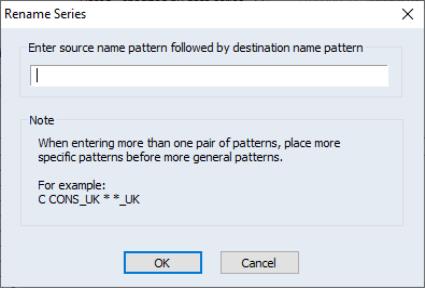 Rename Series
Enter source name pattern followed by destination name pattern
Note
When entering more than one pair of patterns, place more
specific patterns before more general patterns.
For example:
C CONS_UK * *_UK
OK
Cancel